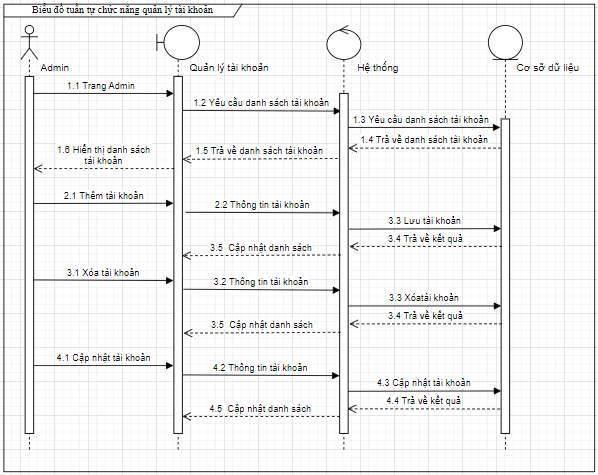 Biểu đồ tuần tự chức năng quản lý tài khoản
Admin
Quản lý tài khoản
Hệ thống
Cơ sỡ dữ liệu
1.1 Trang Admin
1.2 Yêu cầu danh sách tài khoản
1.3 Yêu cầu danh sách tài khoản
1.4 Trả về danh sách tài khoản
1.5 Trả về danh sách tài khoản
1.6 Hiển thị danh sách
tài khoản
2.1 Thêm tài khoản
2.2 Thông tin tài khoản
3.3 Lưu tài khoản
3.4 Trả về kết quả
3.5 Cập nhật danh sách
3.1 Xóa tài khoản
3.2 Thông tin tài khoản
3.3 Xóatài khoản
3.4 Trả về kết quả
3.5 Cập nhật danh sách
4.1 Cập nhật tài khoản
4.2 Thông tin tài khoản
4.3 Cập nhật tài khoản
4.4 Trả về kết quả
4.5 Cập nhật danh sách